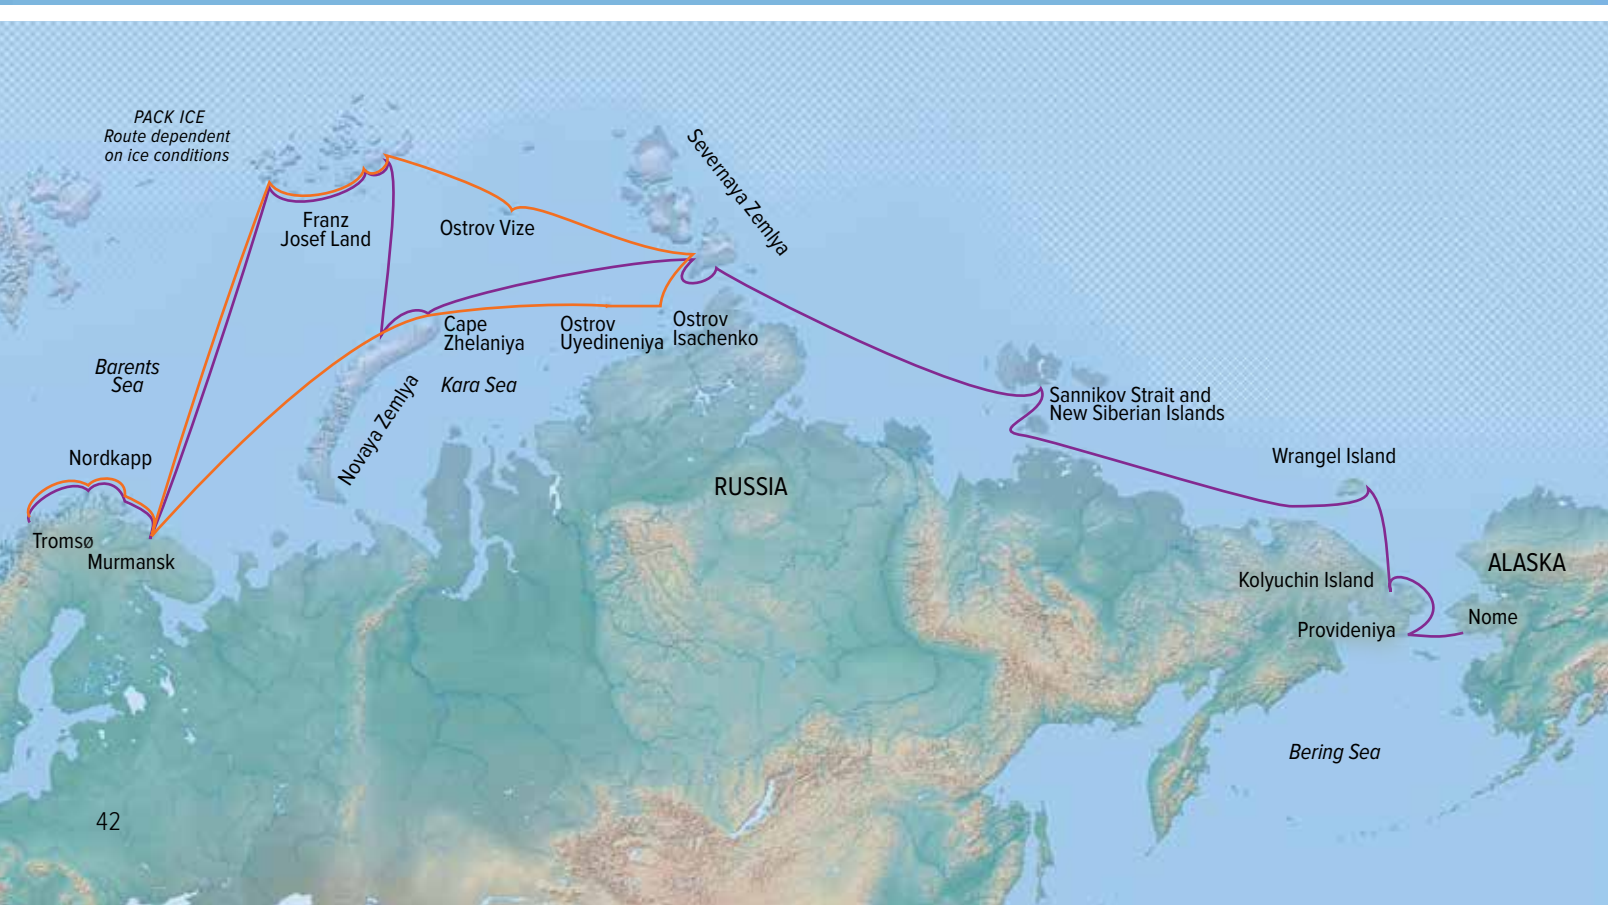 PACK ICE
Route dependent
on ice conditions
Severnaya Zemlya
Franz
Josef Land
Ostrov Vize
Cape
Zhelaniya
Ostrov
Uyedineniya
Ostrov
Isachenko
Barents
Sea
Kara Sea
Novaya Zemlya
Sannikov Strait and
New Siberian Islands
Nordkapp
Wrangel Island
RUSSIA
Tromsø
Murmansk
ALASKA
Kolyuchin Island
Nome
Provideniya
Bering Sea
42